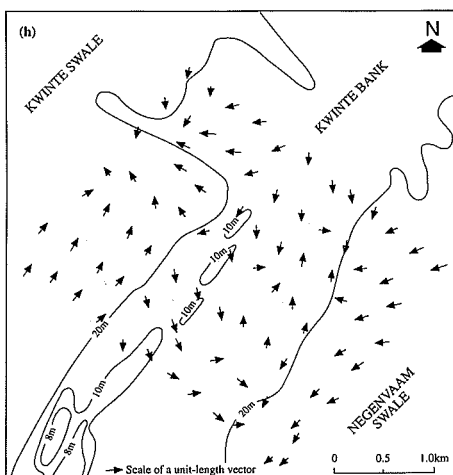 (h)
N
KWINTE SWALE
KWINTE BANK
10m
10m
10m
20m
10m
8m
8m
20m
NEGENVAAM
SWALE
Scale of a unit-length vector
0 0.5 1.0km